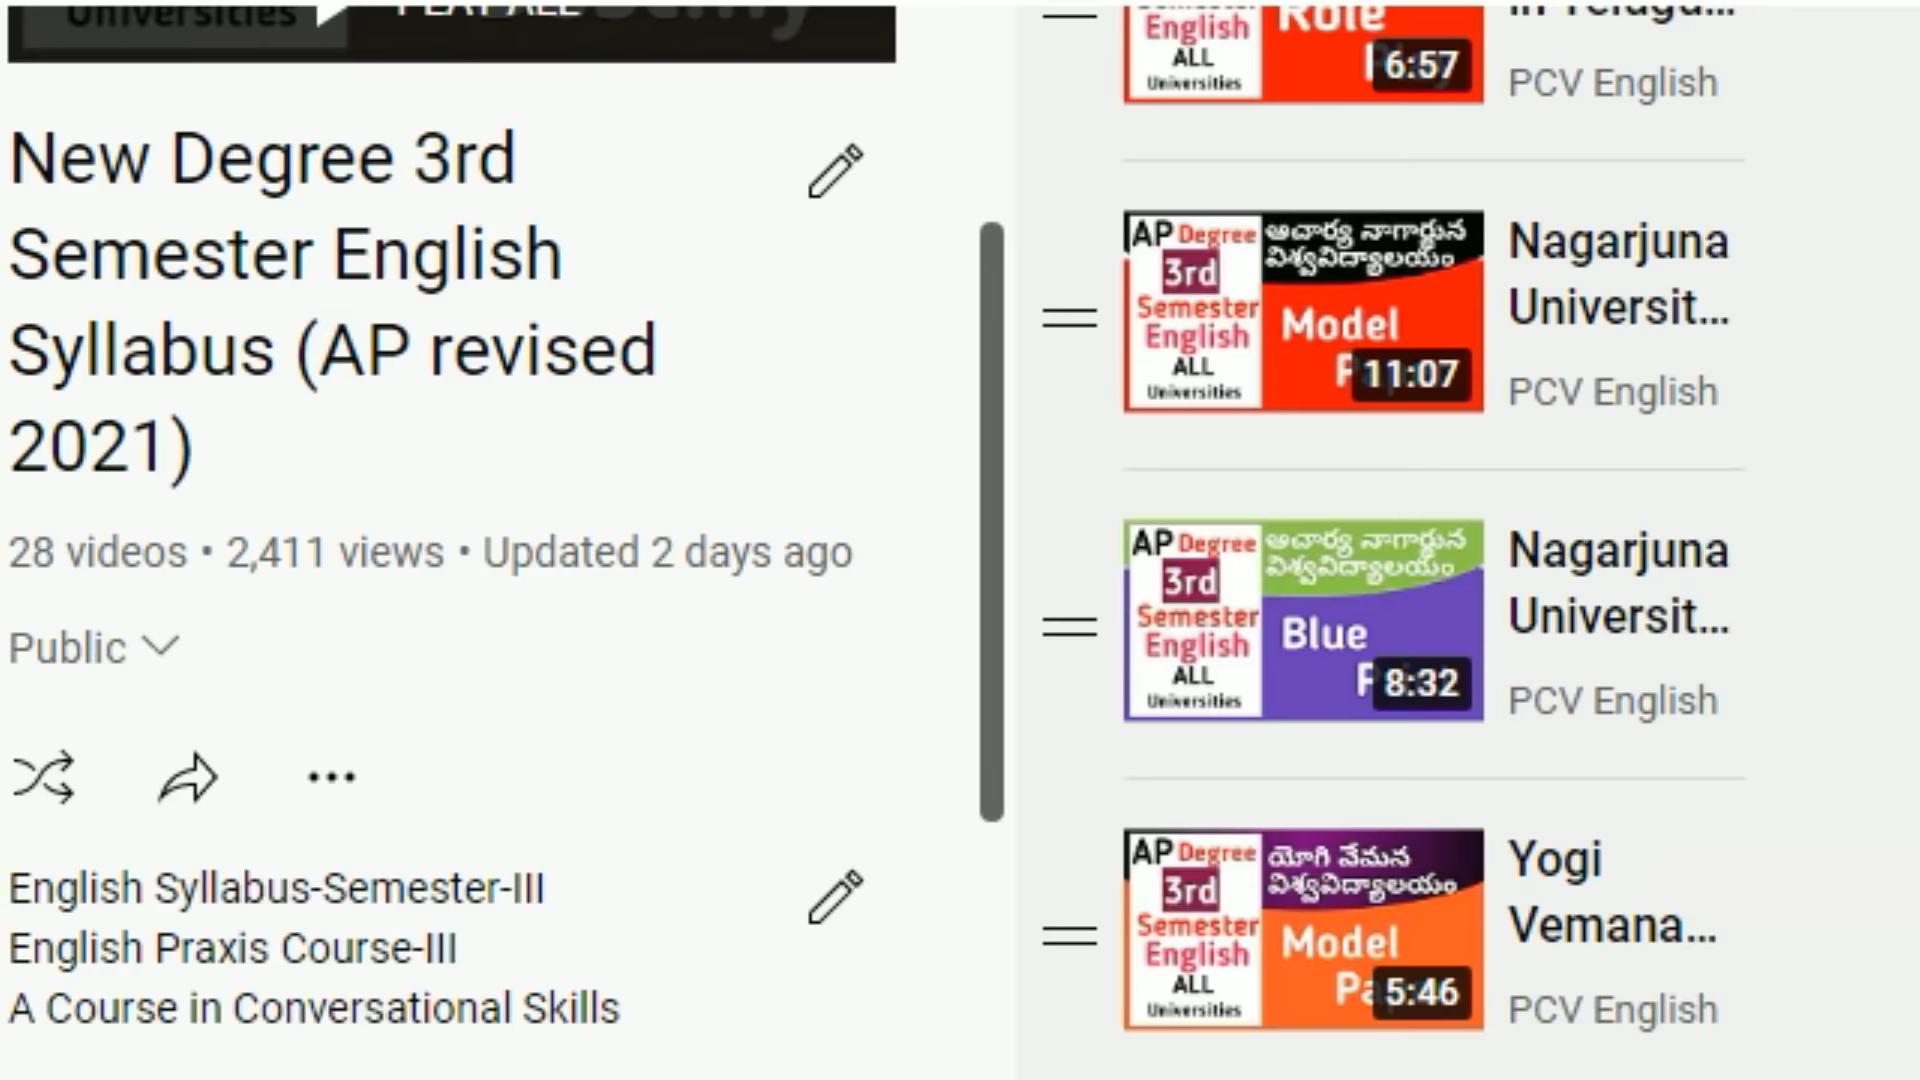 Universities
PLAY ALL
New Degree 3rd
Semester English
Syllabus (AP revised
2021)
28 videos • 2,411 views • Updated 2 days ago
Public
English Syllabus-Semester-III
English Praxis Course-III
A Course in Conversational Skills
English
ALL
Universities
Role
6:57
PCV English
AP Degree
3rd
Semester
English
ALL
Universities
ఆచార్య నాగార్జున
విశ్వవిద్యాలయం
Model
11:07
Nagarjuna
Universit...
PCV English
AP Degree
3rd
Semester
English
ALL
Universities
ఆచార్య నాగార్జున
విశ్వవిద్యాలయం
Blue
8:32
Nagarjuna
Universit...
PCV English
AP Degree
3rd
Semester
English
ALL
Universities
యోగి వేమన
విశ్వవిద్యాలయం
Model
5:46
Yogi
Vemana...
PCV English